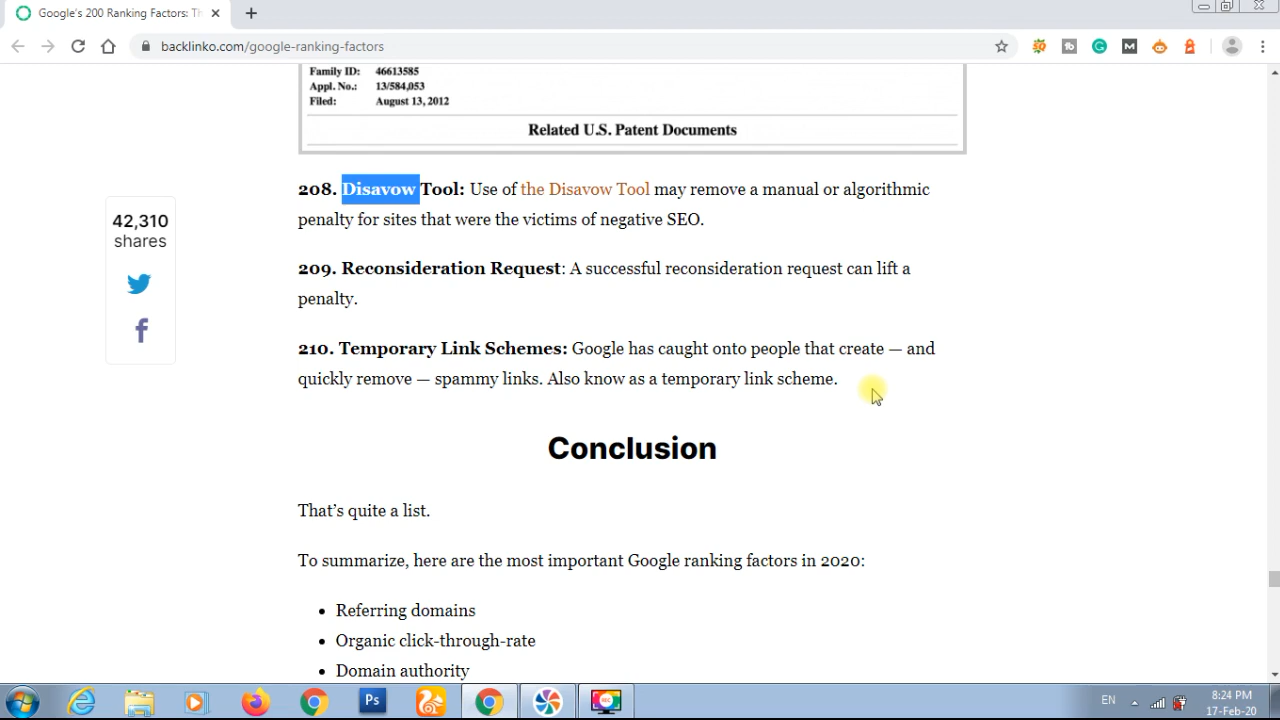 Google's 200 Ranking Factors: Th
backlinko.com/google-ranking-factors
Family ID: 46613585
Appl. No.: 13/584,053
Filed: August 13, 2012
Related U.S. Patent Documents
208. Disavow Tool: Use of the Disavow Tool may remove a manual or algorithmic
penalty for sites that were the victims of negative SEO.
42,310
shares
209. Reconsideration Request: A successful reconsideration request can lift a
penalty.
210. Temporary Link Schemes: Google has caught onto people that create — and
quickly remove — spammy links. Also know as a temporary link scheme.
Conclusion
That's quite a list.
To summarize, here are the most important Google ranking factors in 2020:
• Referring domains
• Organic click-through-rate
• Domain authority
Ps
EN
8:24 PM
17-Feb-20